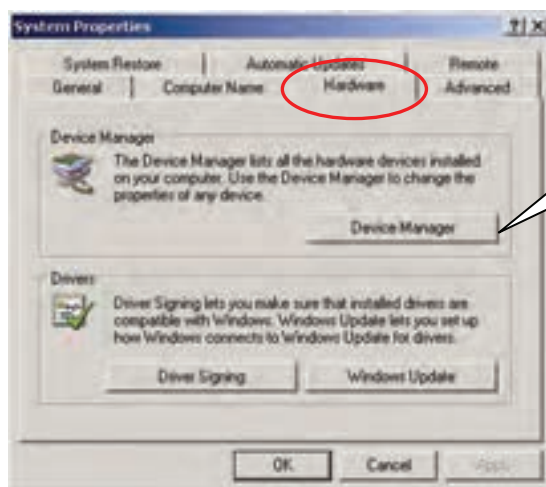 System Properties
System Restore Automatic Updates Remote
General Computer Name Hardware Advanced
Device Manager
The Device Manager lists all the hardware devices installed
on your computer. Use the Device Manager to change the
properties of any device.
Device Manager
Drivers
Driver Signing lets you make sure that installed drivers are
compatible with Windows. Windows Update lets you set up
how Windows connects to Windows Update for drivers.
Driver Signing Windows Update
OK Cancel Apply